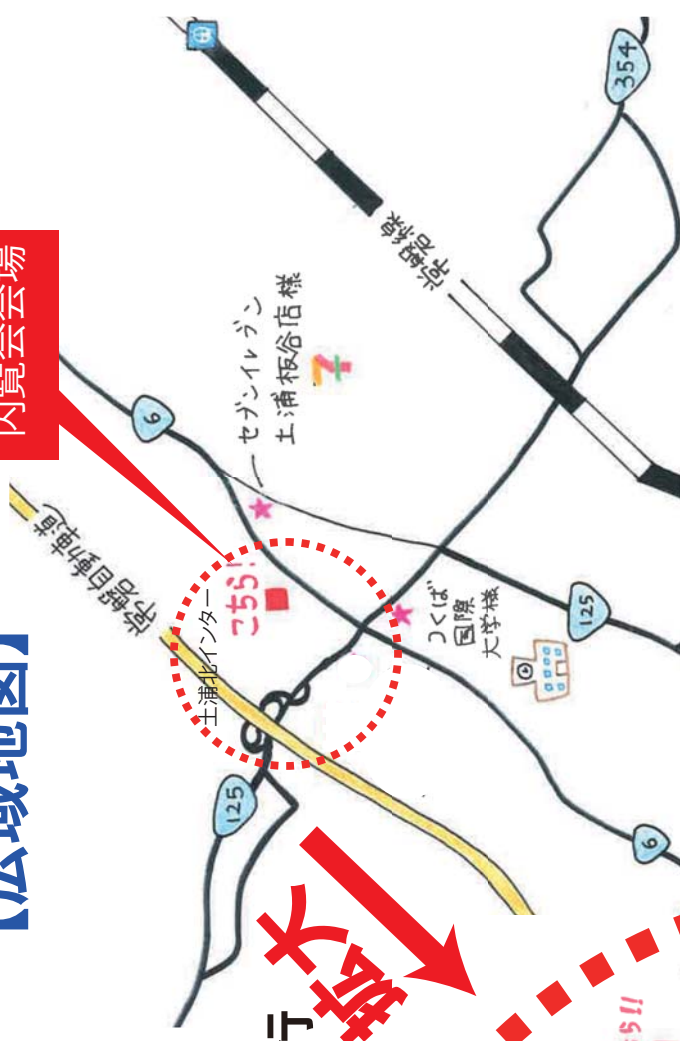 【広域地図】
内覧会会場
常磐自動車道
6
セブンイレブン
土浦板谷店様
常磐線
354
土浦北インター
こちら!
125
つくば
国際
大学様
125
6
拡大
テ
ら!!